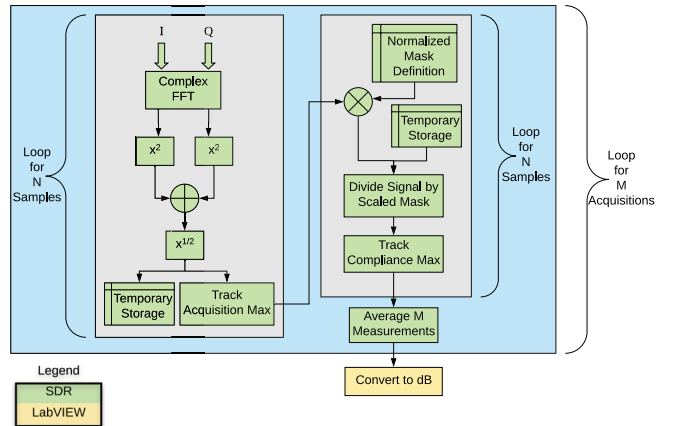 I
Q
Complex
FFT
x²
x²
x^{1/2}
Temporary
Storage
Track
Acquisition Max
Loop
for
N
Samples
Normalized
Mask
Definition
Temporary
Storage
Divide Signal by
Scaled Mask
Track
Compliance Max
Average M
Measurements
Convert to dB
Loop
for
N
Samples
Loop
for
M
Acquisitions
Legend
SDR
LabVIEW